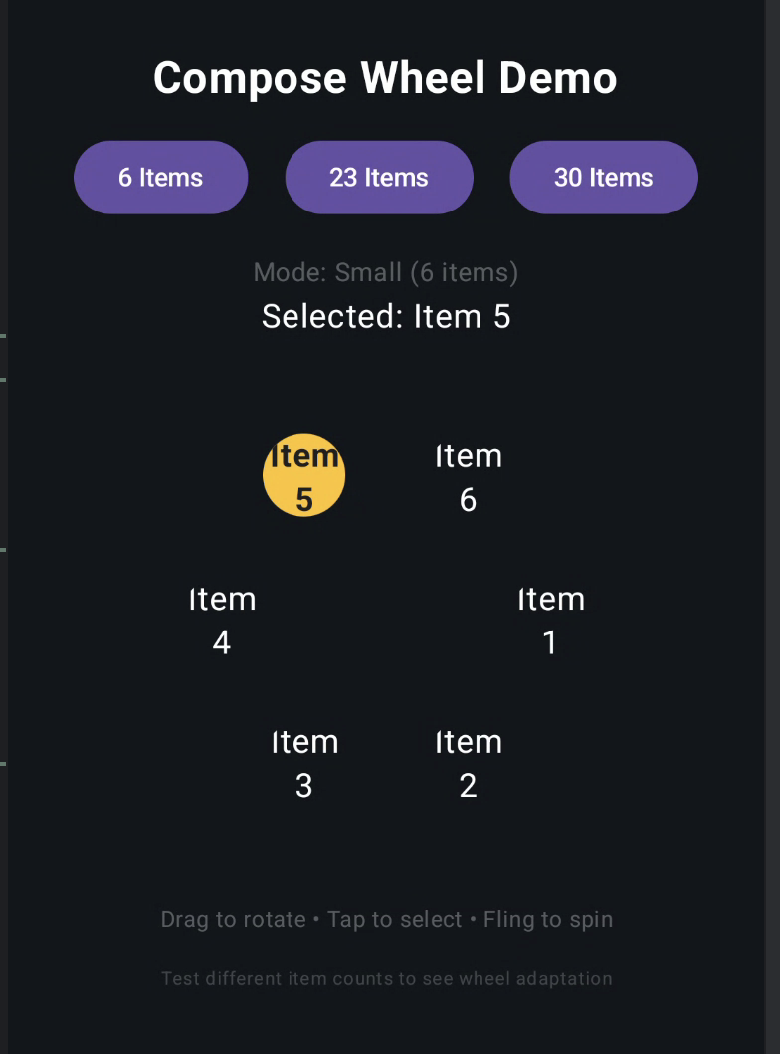 Compose Wheel Demo
6 Items
23 Items
30 Items
Mode: Small (6 items)
Selected: Item 5
Item
5
Item
6
Item
4
Item
1
Item
3
Item
2
Drag to rotate • Tap to select • Fling to spin
Test different item counts to see wheel adaptation